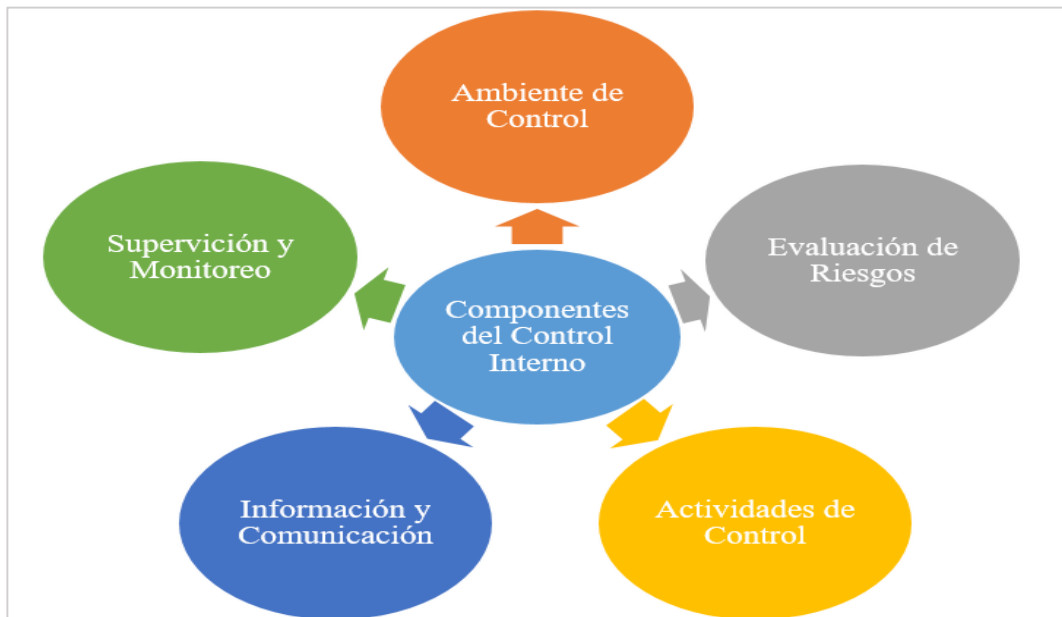 Ambiente de
Control
Supervición y
Monitoreo
Evaluación de
Riesgos
Componentes
del Control
Interno
Información y
Comunicación
Actividades de
Control